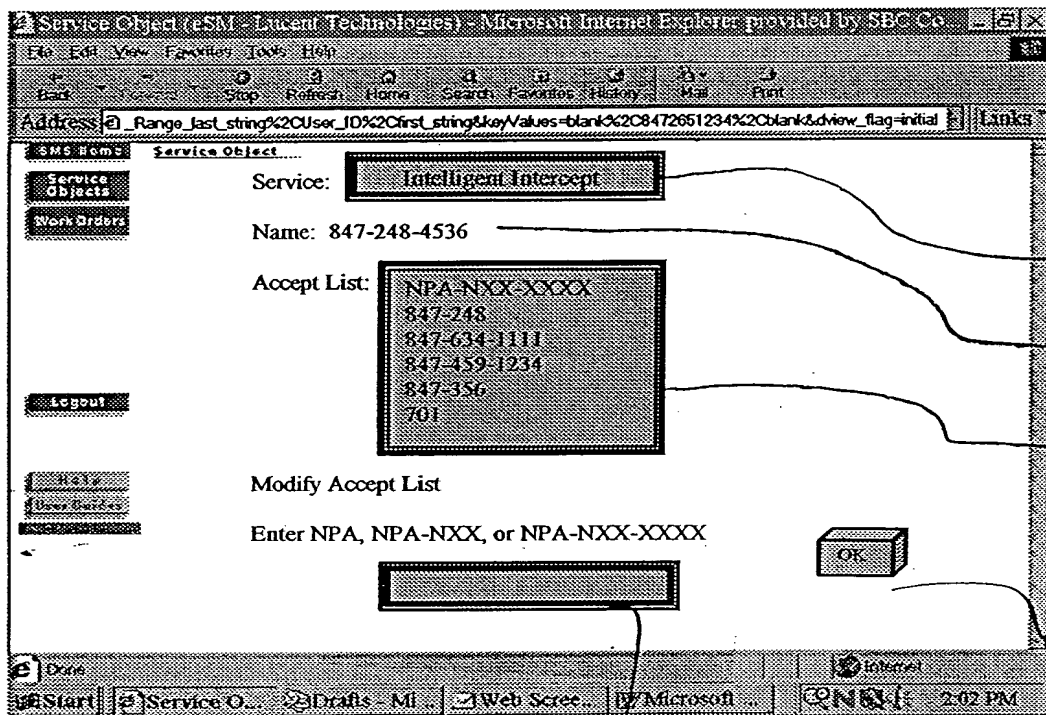 Service Object (eSM - Lucent Technologies) - Microsoft Internet Explorer provided by SBC Co
File Edit View Favorites Tools Help
Back Forward Stop Refresh Home Search Favorites History Mail Print
Address _Range_last_string%2CUser_ID%2Cfirst_string&keyValues=blank%2C8472651234%2Cblank&dview_flag=initial Links
SMS Home Service Object
Service Objects
Work Orders
Service: Intelligent Intercept
Name: 847-248-4536
Accept List: NPA-NXX-XXXX
847-248
847-634-1111
847-459-1234
847-356
701
Logout
Help
User Guides
Modify Accept List
Enter NPA, NPA-NXX, or NPA-NXX-XXXX
OK
Done Internet
Start Service O... Drafts - Mi... Web Scree... Microsoft ... 2:02 PM